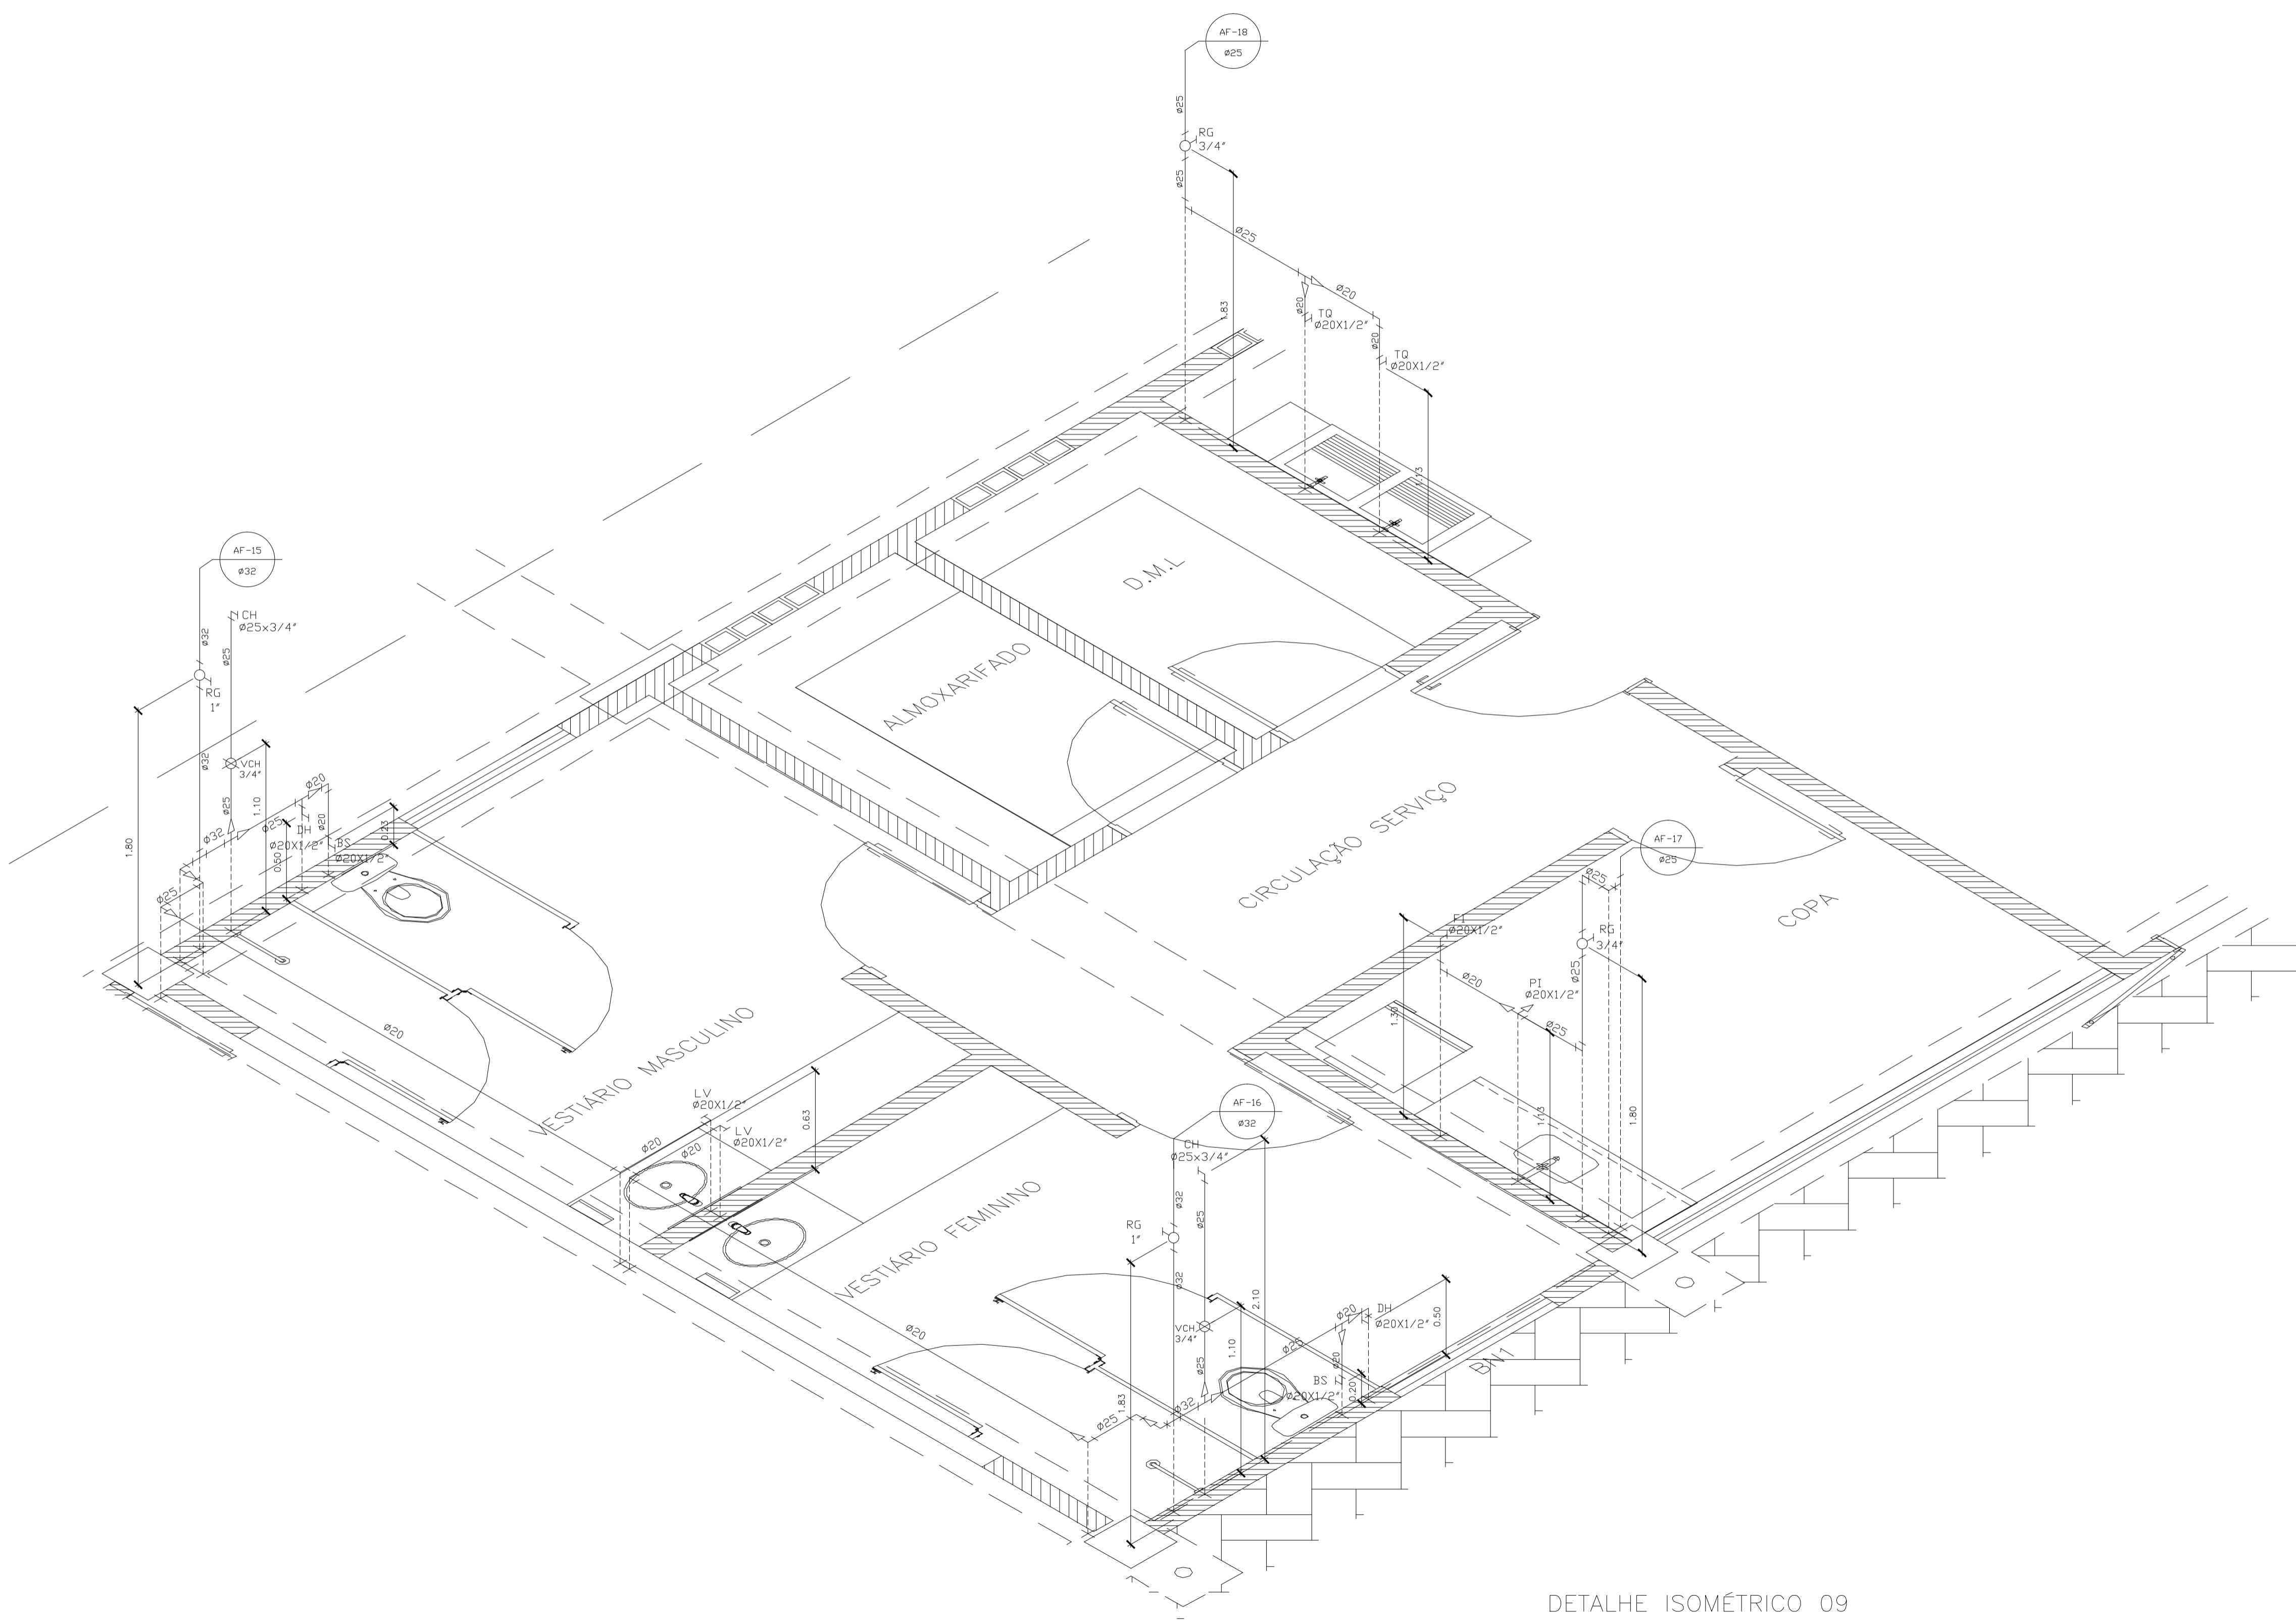 AF-18
ø25
ø25
RG
3/4"
ø25
ø25
ø20
ø20
TQ
ø20X1/2"
ø20
TQ
ø20X1/2"
1.83
1.13
AF-15
ø32
CH
ø25x3/4"
ø32
ø25
RG
1"
ø32
VCH
3/4"
ø25
1.10
1.80
ø20
ø32
ø25
DH
ø20X1/2"
0.50
ø20
BS
ø20X1/2"
0.23
ø25
D.M.L
ALMOXARIFADO
CIRCULAÇÃO SERVIÇO
COPA
AF-17
ø25
ø25
RG
3/4"
ø25
F1
ø20X1/2"
ø20
PI
ø20X1/2"
ø25
1.30
1.13
1.80
ø20
VESTIÁRIO MASCULINO
LV
ø20X1/2"
LV
ø20X1/2"
ø20
ø20
0.63
AF-16
ø32
CH
ø25x3/4"
ø32
ø25
RG
1"
ø32
2.10
VESTIÁRIO FEMININO
ø20
VCH
3/4"
ø25
1.10
1.83
ø25
ø32
ø25
ø20
DH
ø20X1/2"
0.50
ø20
BS
ø20X1/2"
0.20
BN1
DETALHE ISOMÉTRICO 09